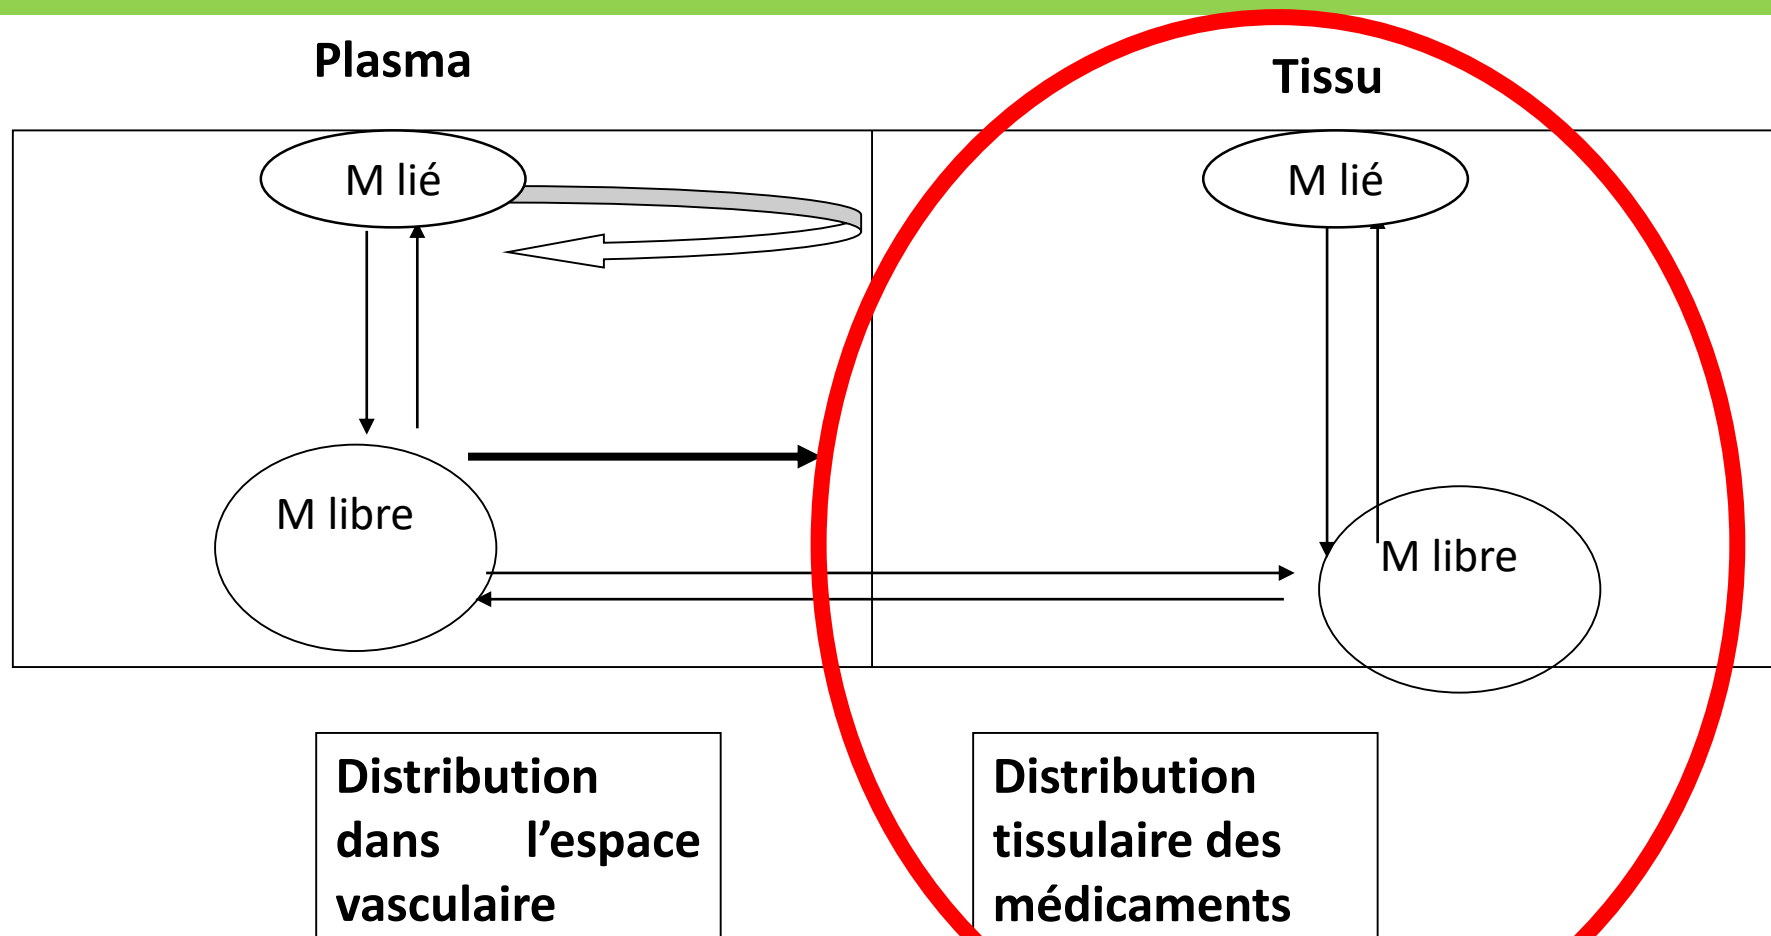 Plasma
Tissu
M lié
M lié
M libre
M libre
Distribution
dans l’espace
vasculaire
Distribution
tissulaire des
médicaments